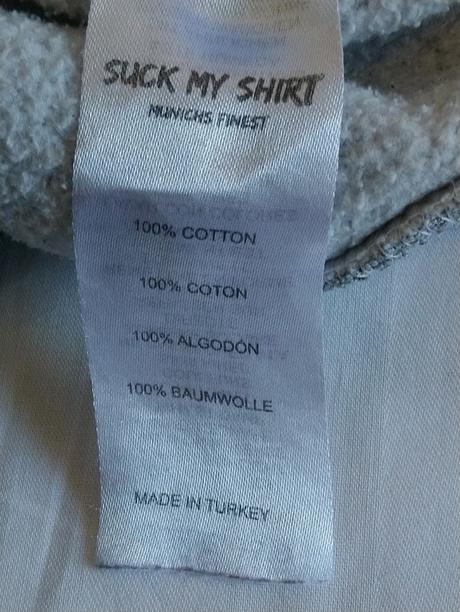 SUCK MY SHIRT
MUNICHS FINEST
100% COTTON
100% COTON
100% ALGODÓN
100% BAUMWOLLE
MADE IN TURKEY